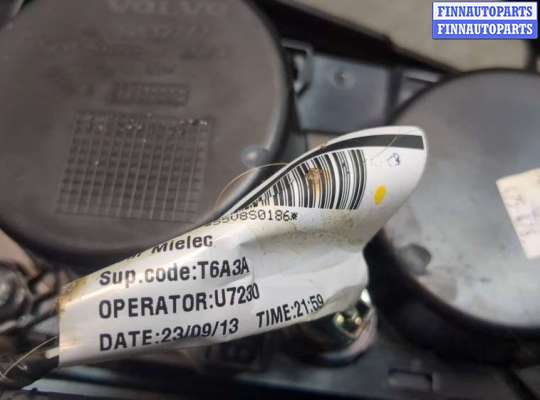 FINNAUTOPARTS
FINNAUTOPARTS
VOLVO
Mielec
Sup.code:T6A3A
OPERATOR:U7230
DATE:23/09/13 TIME:21:59